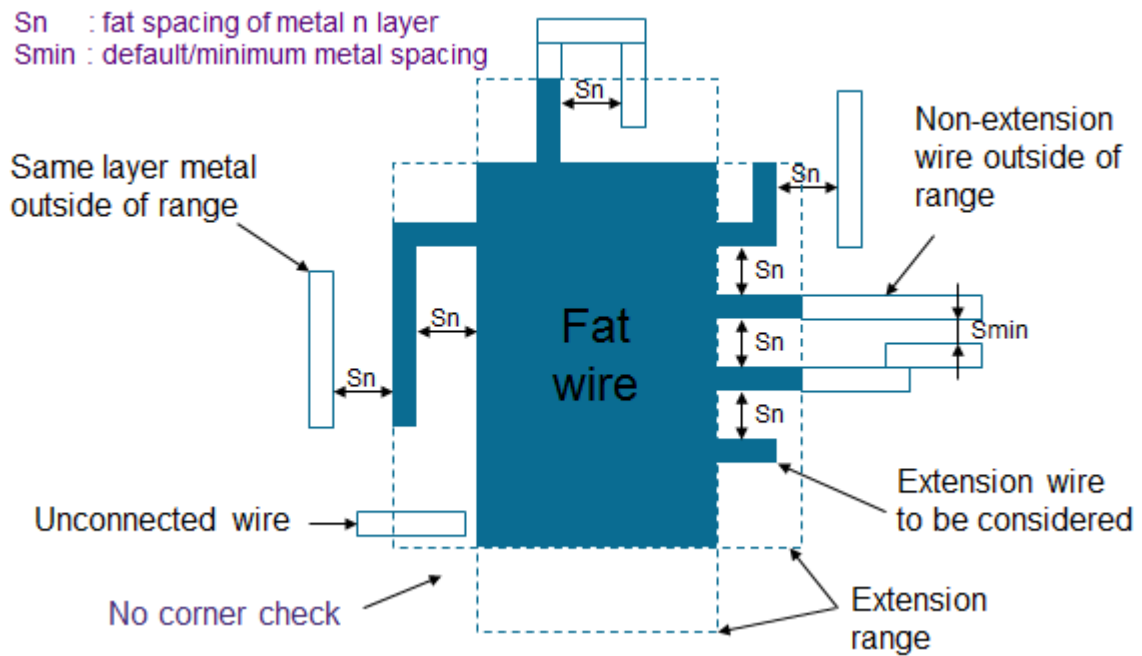 Sn : fat spacing of metal n layer
Smin : default/minimum metal spacing
Sn
Same layer metal
outside of range
Non-extension
wire outside of
range
Sn
Sn
Sn
Sn
Fat
wire
Sn
Smin
Sn
Sn
Unconnected wire
Extension wire
to be considered
No corner check
Extension
range